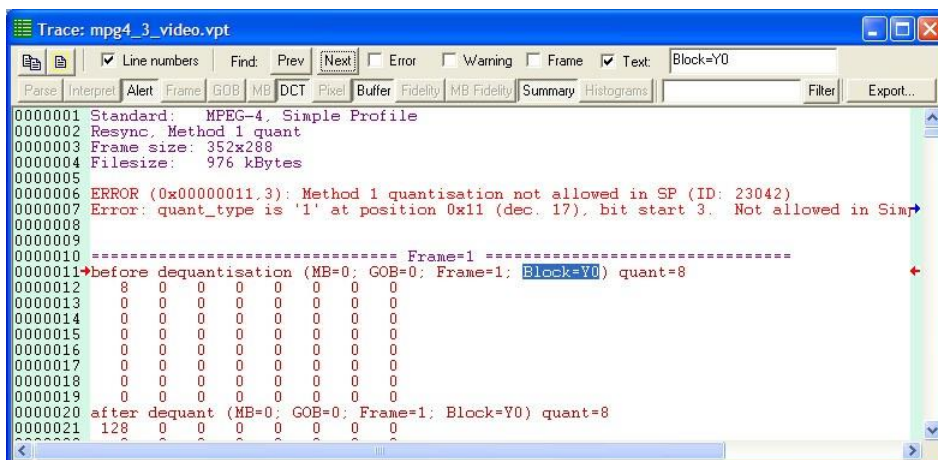 Trace: mpg4_3_video.vpt
Line numbers Find: Prev Next Error Warning Frame Text: Block=Y0
Parse Interpret Alert Frame GOB MB DCT Pixel Buffer Fidelity MB Fidelity Summary Histograms Filter Export...
0000001 Standard: MPEG-4, Simple Profile
0000002 Resync, Method 1 quant
0000003 Frame size: 352x288
0000004 Filesize: 976 kBytes
0000005
0000006 ERROR (0x00000011,3): Method 1 quantisation not allowed in SP (ID: 23042)
0000007 Error: quant_type is '1' at position 0x11 (dec. 17), bit start 3. Not allowed in Sim
0000008
0000009
0000010 ================================ Frame=1 ================================
0000011 before dequantisation (MB=0; GOB=0; Frame=1; Block=Y0) quant=8
0000012 8 0 0 0 0 0 0 0
0000013 0 0 0 0 0 0 0 0
0000014 0 0 0 0 0 0 0 0
0000015 0 0 0 0 0 0 0 0
0000016 0 0 0 0 0 0 0 0
0000017 0 0 0 0 0 0 0 0
0000018 0 0 0 0 0 0 0 0
0000019 0 0 0 0 0 0 0 0
0000020 after dequant (MB=0; GOB=0; Frame=1; Block=Y0) quant=8
0000021 128 0 0 0 0 0 0 0